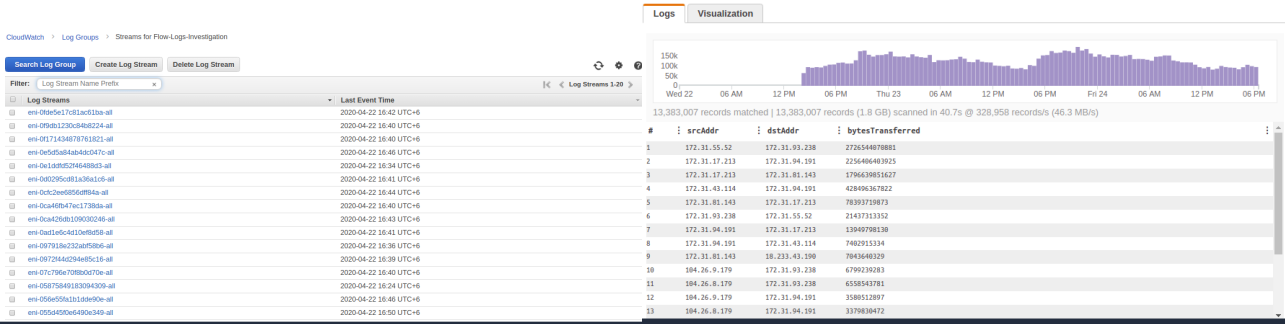 CloudWatch > Log Groups > Streams for Flow-Logs-Investigation
Search Log Group Create Log Stream Delete Log Stream
Filter: Log Stream Name Prefix × Log Streams 1-20
Log Streams Last Event Time
eni-0fde5e17c81ac61ba-all 2020-04-22 16:42 UTC+6
eni-0f9db1230c84b8224-all 2020-04-22 16:40 UTC+6
eni-0f171434878761821-all 2020-04-22 16:40 UTC+6
eni-0e5d5a84ab4dc047c-all 2020-04-22 16:46 UTC+6
eni-0e1ddfd52f46488d3-all 2020-04-22 16:34 UTC+6
eni-0d0295cd81a36a1c6-all 2020-04-22 16:41 UTC+6
eni-0cfc2ee6856dff84a-all 2020-04-22 16:44 UTC+6
eni-0ca46fb47ec1738da-all 2020-04-22 16:40 UTC+6
eni-0ca426db109030246-all 2020-04-22 16:43 UTC+6
eni-0ad1e6c4d10ef8d58-all 2020-04-22 16:41 UTC+6
eni-097918e232abf58b6-all 2020-04-22 16:36 UTC+6
eni-0972f44d294e85c16-all 2020-04-22 16:39 UTC+6
eni-07c796e70f8b0d70e-all 2020-04-22 16:40 UTC+6
eni-05875849183094309-all 2020-04-22 16:24 UTC+6
eni-056e55fa1b1dde90e-all 2020-04-22 16:46 UTC+6
eni-055d45f0e6490e349-all 2020-04-22 16:50 UTC+6
Logs Visualization
150k
100k
50k
0
Wed 22 06 AM 12 PM 06 PM Thu 23 06 AM 12 PM 06 PM Fri 24 06 AM 12 PM 06 PM
13,383,007 records matched | 13,383,007 records (1.8 GB) scanned in 40.7s @ 328,958 records/s (46.3 MB/s)
# srcAddr dstAddr bytesTransferred
1 172.31.55.52 172.31.93.238 2726544070881
2 172.31.17.213 172.31.94.191 2256406403925
3 172.31.17.213 172.31.81.143 1796639851627
4 172.31.43.114 172.31.94.191 428496367822
5 172.31.81.143 172.31.17.213 78393719873
6 172.31.93.238 172.31.55.52 21437313352
7 172.31.94.191 172.31.17.213 13949798130
8 172.31.94.191 172.31.43.114 7402915334
9 172.31.81.143 18.233.43.190 7043640329
10 104.26.9.179 172.31.93.238 6799239283
11 104.26.8.179 172.31.93.238 6558543781
12 104.26.9.179 172.31.94.191 3580512897
13 104.26.8.179 172.31.94.191 3379830472